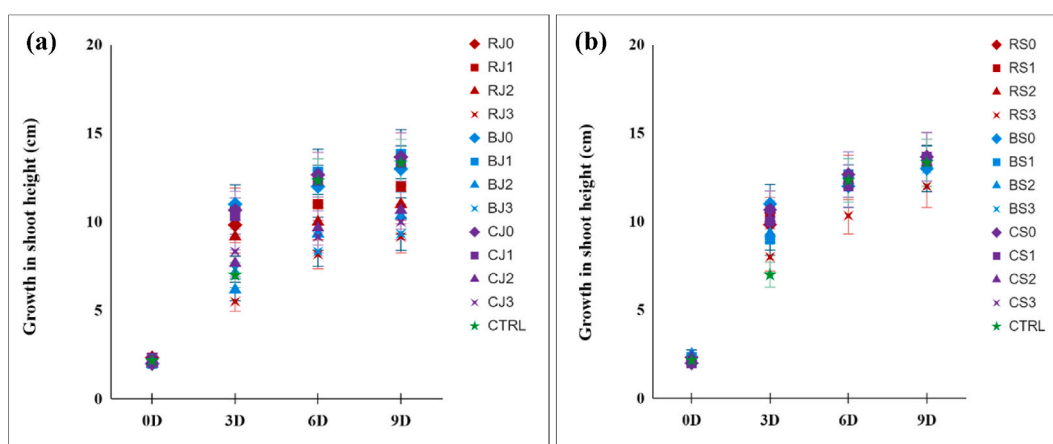 (a)
Growth in shoot height (cm)
20
15
10
5
0
0D 3D 6D 9D
RJ0
RJ1
RJ2
RJ3
BJ0
BJ1
BJ2
BJ3
CJ0
CJ1
CJ2
CJ3
CTRL
(b)
Growth in shoot height (cm)
20
15
10
5
0
0D 3D 6D 9D
RS0
RS1
RS2
RS3
BS0
BS1
BS2
BS3
CS0
CS1
CS2
CS3
CTRL